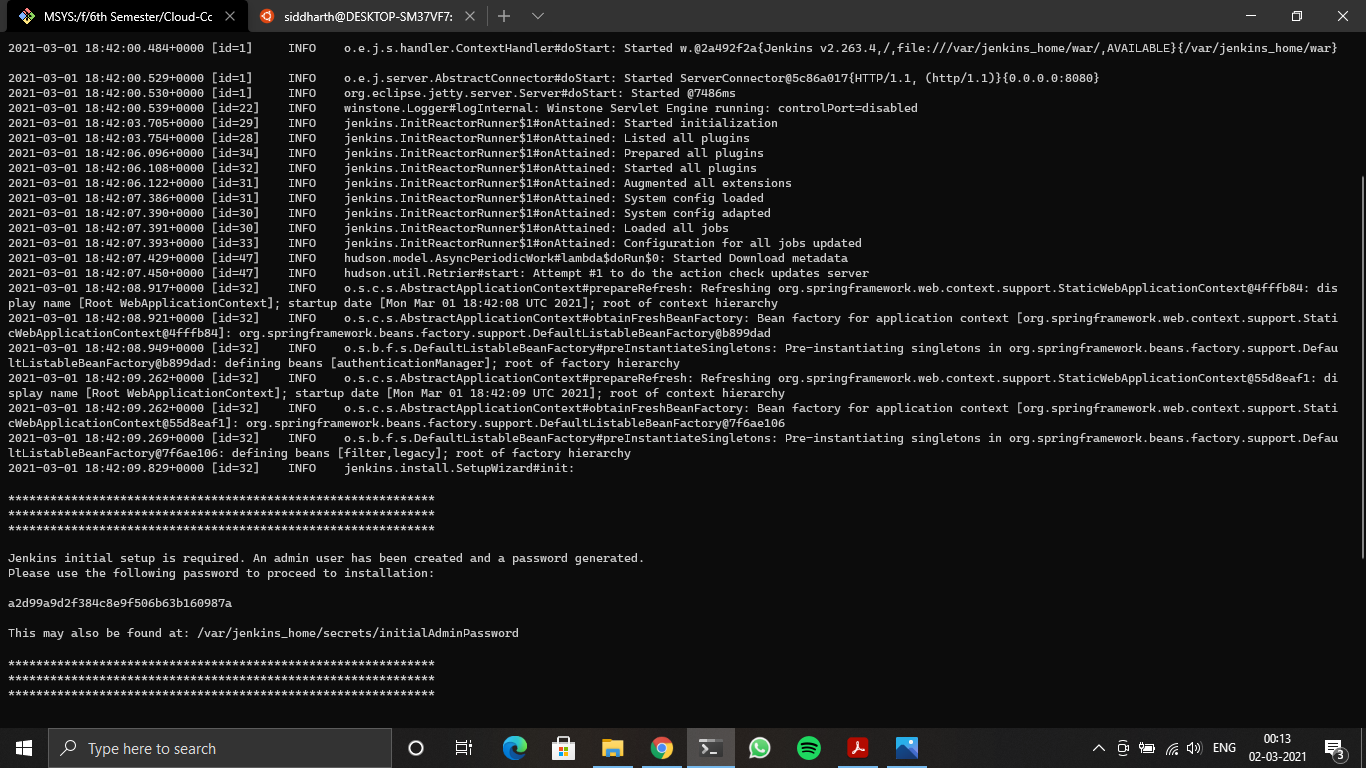 MSYS:/f/6th Semester/Cloud-Cc
siddharth@DESKTOP-SM37VF7:
2021-03-01 18:42:00.484+0000 [id=1] INFO o.e.j.s.handler.ContextHandler#doStart: Started w.@2a492f2a{Jenkins v2.263.4,/,file:///var/jenkins_home/war/,AVAILABLE}{/var/jenkins_home/war}
2021-03-01 18:42:00.529+0000 [id=1] INFO o.e.j.server.AbstractConnector#doStart: Started ServerConnector@5c86a017{HTTP/1.1, (http/1.1)}{0.0.0.0:8080}
2021-03-01 18:42:00.530+0000 [id=1] INFO org.eclipse.jetty.server.Server#doStart: Started @7486ms
2021-03-01 18:42:00.539+0000 [id=22] INFO winstone.Logger#logInternal: Winstone Servlet Engine running: controlPort=disabled
2021-03-01 18:42:03.705+0000 [id=29] INFO jenkins.InitReactorRunner$1#onAttained: Started initialization
2021-03-01 18:42:03.754+0000 [id=28] INFO jenkins.InitReactorRunner$1#onAttained: Listed all plugins
2021-03-01 18:42:06.096+0000 [id=34] INFO jenkins.InitReactorRunner$1#onAttained: Prepared all plugins
2021-03-01 18:42:06.108+0000 [id=32] INFO jenkins.InitReactorRunner$1#onAttained: Started all plugins
2021-03-01 18:42:06.122+0000 [id=31] INFO jenkins.InitReactorRunner$1#onAttained: Augmented all extensions
2021-03-01 18:42:07.386+0000 [id=31] INFO jenkins.InitReactorRunner$1#onAttained: System config loaded
2021-03-01 18:42:07.390+0000 [id=30] INFO jenkins.InitReactorRunner$1#onAttained: System config adapted
2021-03-01 18:42:07.391+0000 [id=30] INFO jenkins.InitReactorRunner$1#onAttained: Loaded all jobs
2021-03-01 18:42:07.393+0000 [id=33] INFO jenkins.InitReactorRunner$1#onAttained: Configuration for all jobs updated
2021-03-01 18:42:07.429+0000 [id=47] INFO hudson.model.AsyncPeriodicWork#lambda$doRun$0: Started Download metadata
2021-03-01 18:42:07.450+0000 [id=47] INFO hudson.util.Retrier#start: Attempt #1 to do the action check updates server
2021-03-01 18:42:08.917+0000 [id=32] INFO o.s.c.s.AbstractApplicationContext#prepareRefresh: Refreshing org.springframework.web.context.support.StaticWebApplicationContext@4fffb84: dis
play name [Root WebApplicationContext]; startup date [Mon Mar 01 18:42:08 UTC 2021]; root of context hierarchy
2021-03-01 18:42:08.921+0000 [id=32] INFO o.s.c.s.AbstractApplicationContext#obtainFreshBeanFactory: Bean factory for application context [org.springframework.web.context.support.Stati
cWebApplicationContext@4fffb84]: org.springframework.beans.factory.support.DefaultListableBeanFactory@b899dad
2021-03-01 18:42:08.949+0000 [id=32] INFO o.s.b.f.s.DefaultListableBeanFactory#preInstantiateSingletons: Pre-instantiating singletons in org.springframework.beans.factory.support.Defau
ltListableBeanFactory@b899dad: defining beans [authenticationManager]; root of factory hierarchy
2021-03-01 18:42:09.262+0000 [id=32] INFO o.s.c.s.AbstractApplicationContext#prepareRefresh: Refreshing org.springframework.web.context.support.StaticWebApplicationContext@55d8eaf1: di
splay name [Root WebApplicationContext]; startup date [Mon Mar 01 18:42:09 UTC 2021]; root of context hierarchy
2021-03-01 18:42:09.262+0000 [id=32] INFO o.s.c.s.AbstractApplicationContext#obtainFreshBeanFactory: Bean factory for application context [org.springframework.web.context.support.Stati
cWebApplicationContext@55d8eaf1]: org.springframework.beans.factory.support.DefaultListableBeanFactory@7f6ae106
2021-03-01 18:42:09.269+0000 [id=32] INFO o.s.b.f.s.DefaultListableBeanFactory#preInstantiateSingletons: Pre-instantiating singletons in org.springframework.beans.factory.support.Defau
ltListableBeanFactory@7f6ae106: defining beans [filter,legacy]; root of factory hierarchy
2021-03-01 18:42:09.829+0000 [id=32] INFO jenkins.install.SetupWizard#init:
*************************************************************
*************************************************************
*************************************************************
Jenkins initial setup is required. An admin user has been created and a password generated.
Please use the following password to proceed to installation:
a2d99a9d2f384c8e9f506b63b160987a
This may also be found at: /var/jenkins_home/secrets/initialAdminPassword
*************************************************************
*************************************************************
*************************************************************
Type here to search
ENG
00:13
02-03-2021
3